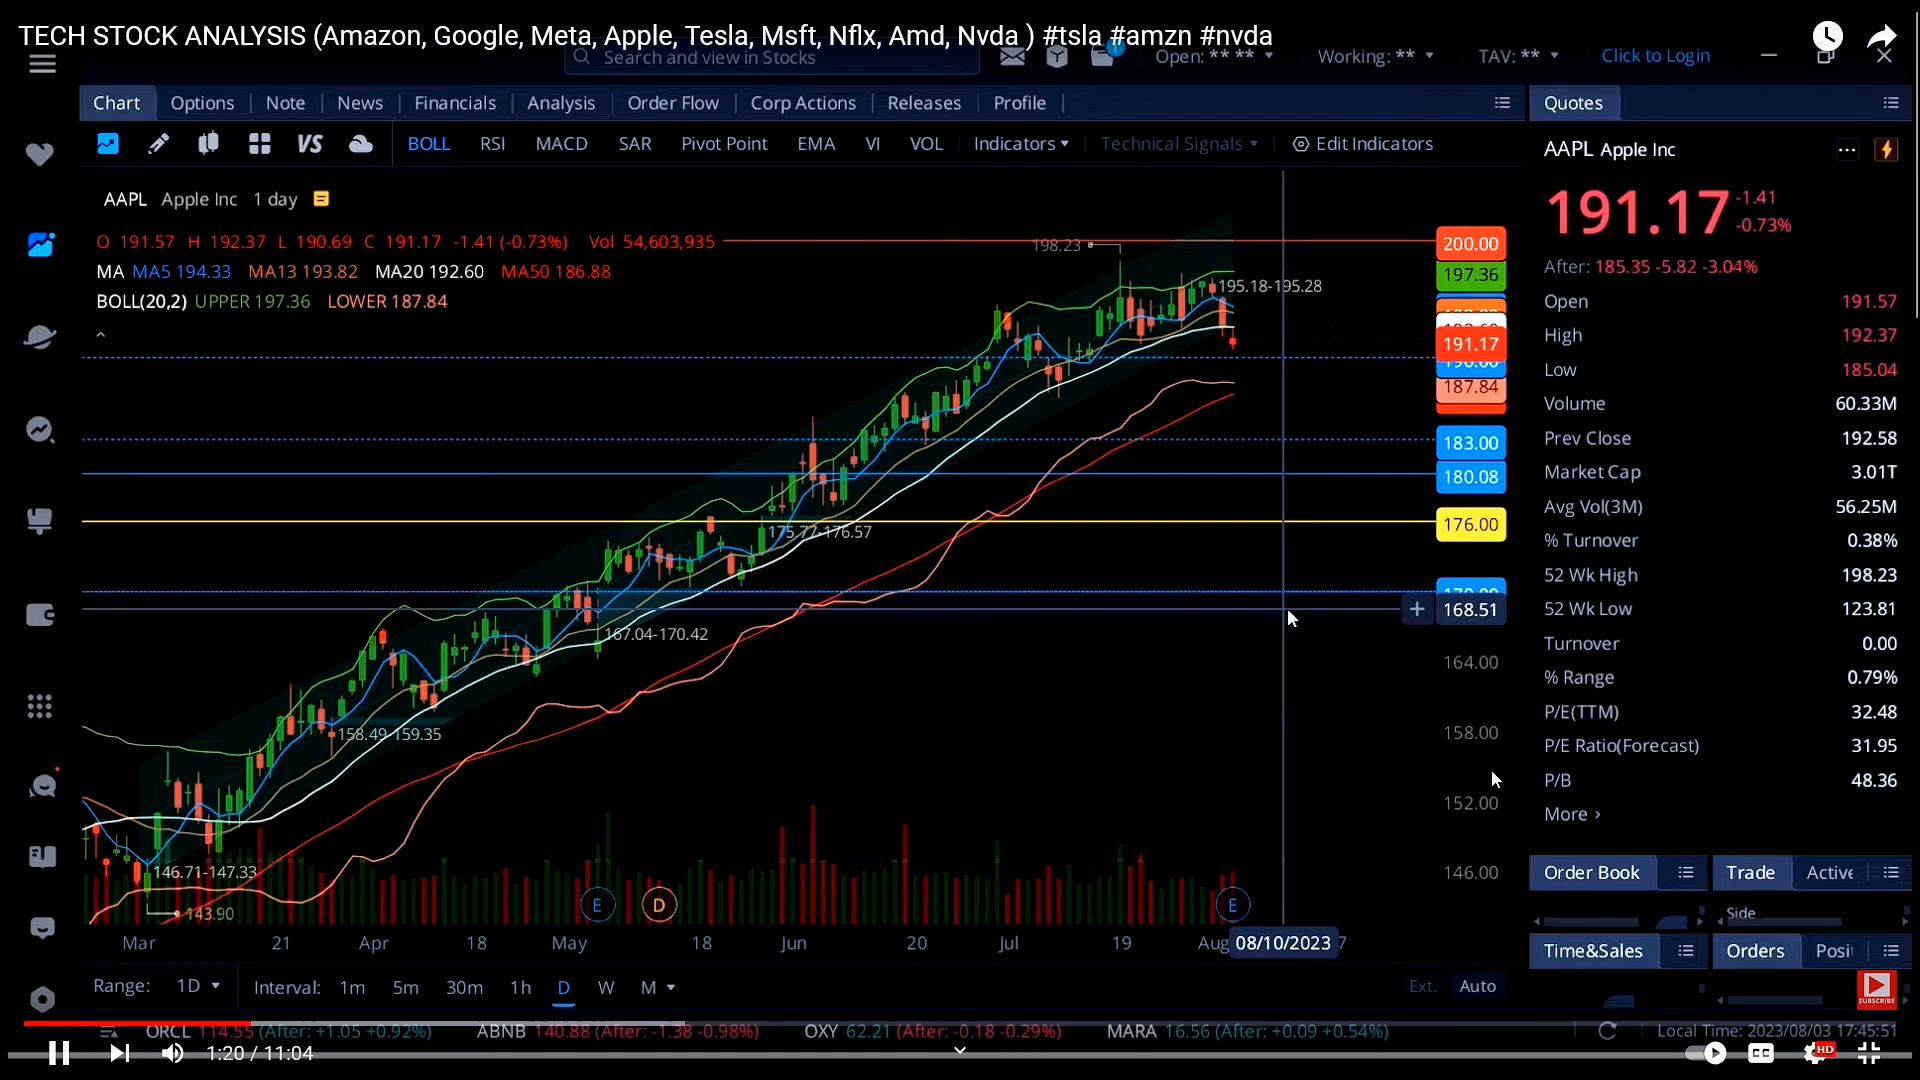 TECH STOCK ANALYSIS (Amazon, Google, Meta, Apple, Tesla, Msft, Nflx, Amd, Nvda ) #tsla #amzn #nvda
Search and view in Stocks
1
Open: ** **
Working: **
TAV: **
Click to Login
Chart
Options
Note
News
Financials
Analysis
Order Flow
Corp Actions
Releases
Profile
Quotes
VS
BOLL
RSI
MACD
SAR
Pivot Point
EMA
VI
VOL
Indicators
Technical Signals
Edit Indicators
AAPL Apple Inc 1 day
O 191.57 H 192.37 L 190.69 C 191.17 -1.41 (-0.73%) Vol 54,603,935
MA MA5 194.33 MA13 193.82 MA20 192.60 MA50 186.88
BOLL(20,2) UPPER 197.36 LOWER 187.84
198.23
195.18-195.28
175.77-176.57
167.04-170.42
158.49-159.35
146.71-147.33
143.90
E
D
E
200.00
197.36
191.17
190.00
187.84
183.00
180.08
176.00
168.51
164.00
158.00
152.00
146.00
Mar 21 Apr 18 May 18 Jun 20 Jul 19 Aug 08/10/2023 7
Range: 1D
Interval: 1m 5m 30m 1h D W M
Ext. Auto
AAPL Apple Inc
191.17 -1.41
-0.73%
After: 185.35 -5.82 -3.04%
Open 191.57
High 192.37
Low 185.04
Volume 60.33M
Prev Close 192.58
Market Cap 3.01T
Avg Vol(3M) 56.25M
% Turnover 0.38%
52 Wk High 198.23
52 Wk Low 123.81
Turnover 0.00
% Range 0.79%
P/E(TTM) 32.48
P/E Ratio(Forecast) 31.95
P/B 48.36
More
Order Book
Trade
Active
Side
Time&Sales
Orders
Posi
SUBSCRIBE
ORCL 114.55 (After: +1.05 +0.92%)
ABNB 140.88 (After: -1.38 -0.98%)
OXY 62.21 (After: -0.18 -0.29%)
MARA 16.56 (After: +0.09 +0.54%)
Local Time: 2023/08/03 17:45:51
1:20 / 11:04
CC
HD